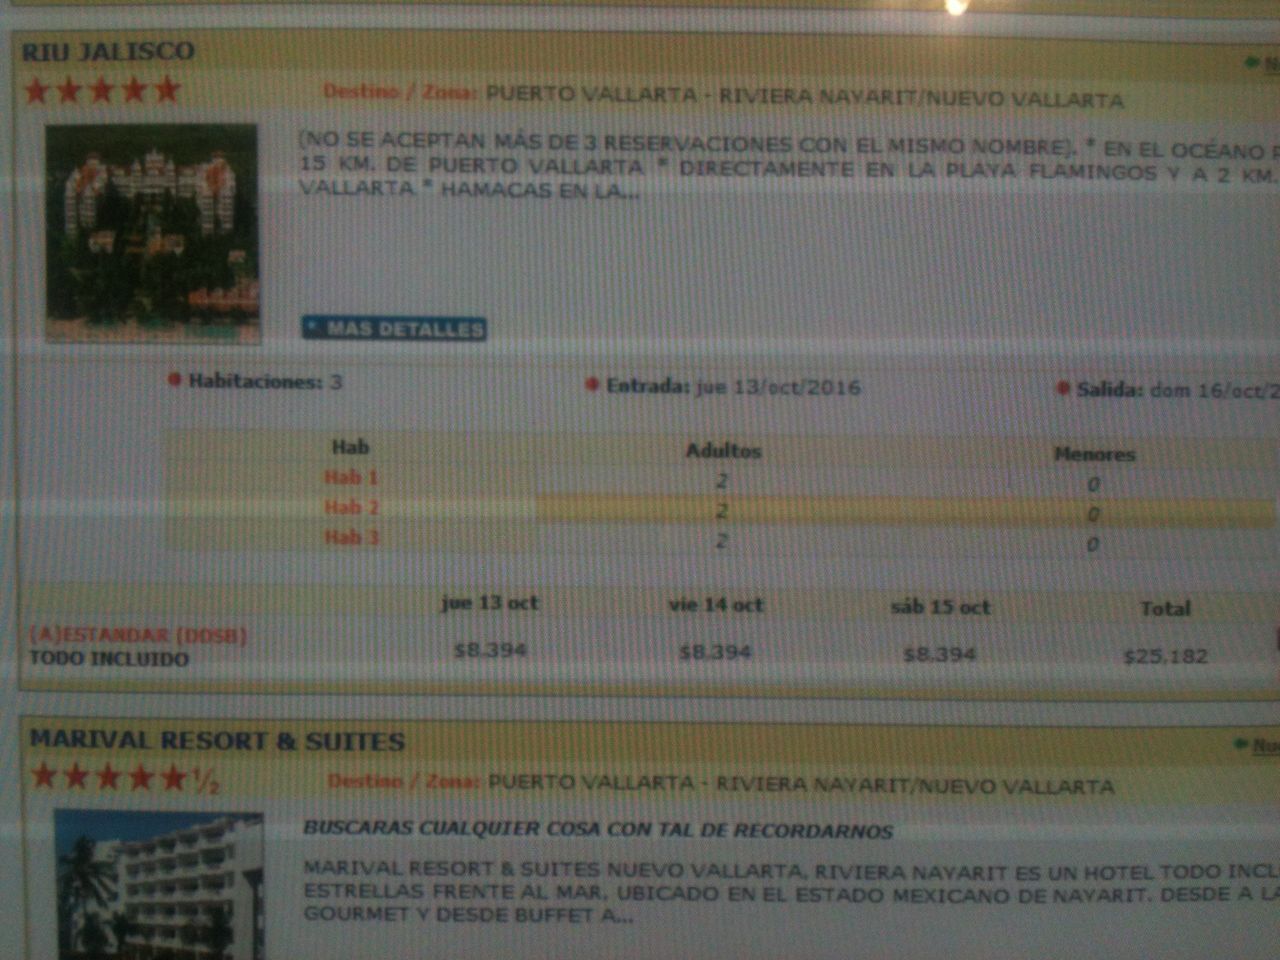 RIU JALISCO
Destino / Zona: PUERTO VALLARTA - RIVIERA NAYARIT/NUEVO VALLARTA
(NO SE ACEPTAN MÁS DE 3 RESERVACIONES CON EL MISMO NOMBRE). * EN EL OCÉANO
15 KM. DE PUERTO VALLARTA * DIRECTAMENTE EN LA PLAYA FLAMINGOS Y A 2 KM.
VALLARTA * HAMACAS EN LA...
* MAS DETALLES
Habitaciones: 3 Entrada: jue 13/oct/2016 Salida: dom 16/oct/2
Hab Adultos Menores
Hab 1 2 0
Hab 2 2 0
Hab 3 2 0
jue 13 oct vie 14 oct sáb 15 oct Total
(A)ESTANDAR (DDSB)
TODO INCLUIDO $8,394 $8,394 $8,394 $25,182
MARIVAL RESORT & SUITES
½ Destino / Zona: PUERTO VALLARTA - RIVIERA NAYARIT/NUEVO VALLARTA
BUSCARAS CUALQUIER COSA CON TAL DE RECORDARNOS
MARIVAL RESORT & SUITES NUEVO VALLARTA, RIVIERA NAYARIT ES UN HOTEL TODO INCL
ESTRELLAS FRENTE AL MAR, UBICADO EN EL ESTADO MEXICANO DE NAYARIT. DESDE A LA
GOURMET Y DESDE BUFFET A...